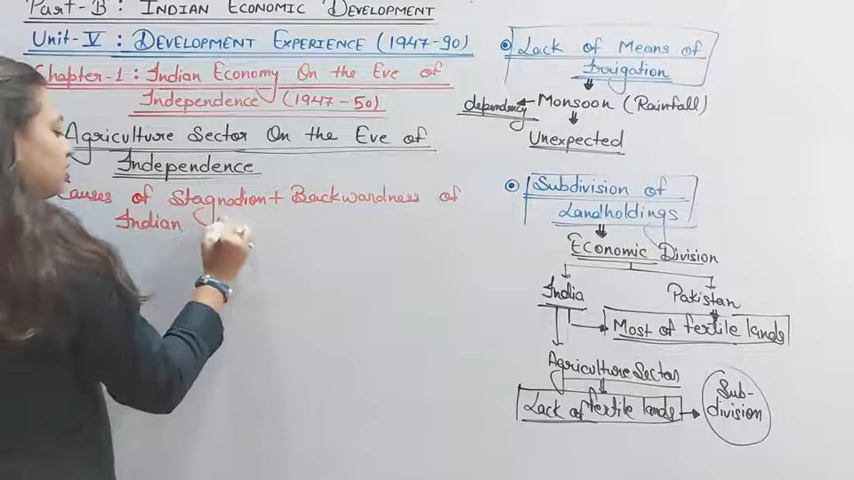 Part-B : INDIAN ECONOMIC DEVELOPMENT
Unit-V : DEVELOPMENT EXPERIENCE (1947-90)
Chapter-1 : Indian Economy On the Eve of
Independence (1947-50)
Agriculture Sector On the Eve of
Independence
Causes of Stagnation + Backwardness of
Indian
Lack of Means of
Irrigation
dependency ← Monsoon (Rainfall)
Unexpected
Subdivision of
Landholdings
Economic Division
India
Pakistan
Most of fertile lands
Agriculture Sector
Lack of fertile lands →
Sub-
division